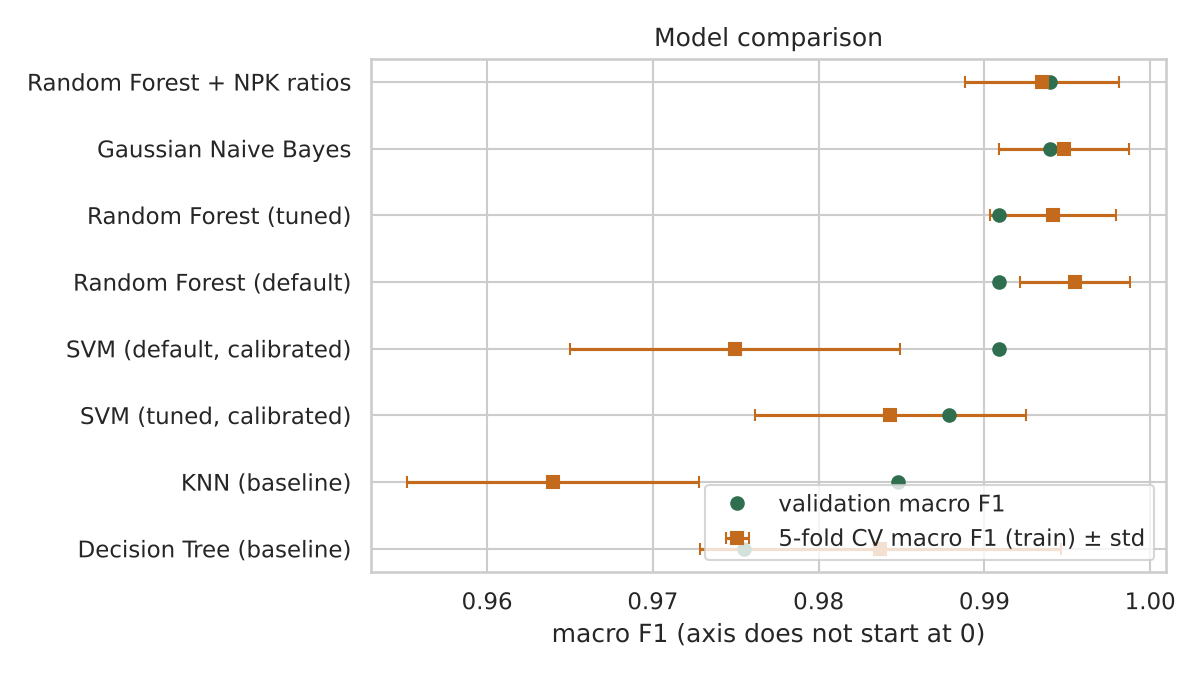 Model comparison
Random Forest + NPK ratios
Gaussian Naive Bayes
Random Forest (tuned)
Random Forest (default)
SVM (default, calibrated)
SVM (tuned, calibrated)
KNN (baseline)
Decision Tree (baseline)
validation macro F1
5-fold CV macro F1 (train) ± std
0.96 0.97 0.98 0.99 1.00
macro F1 (axis does not start at 0)